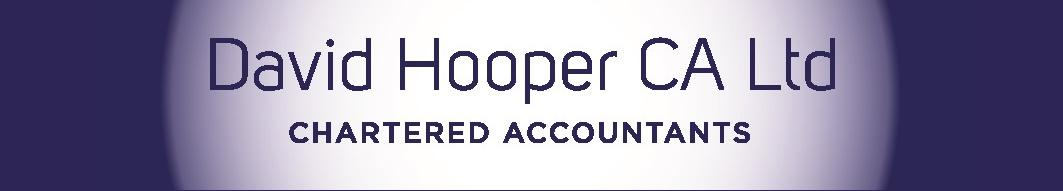 David Hooper CA Ltd
CHARTERED ACCOUNTANTS